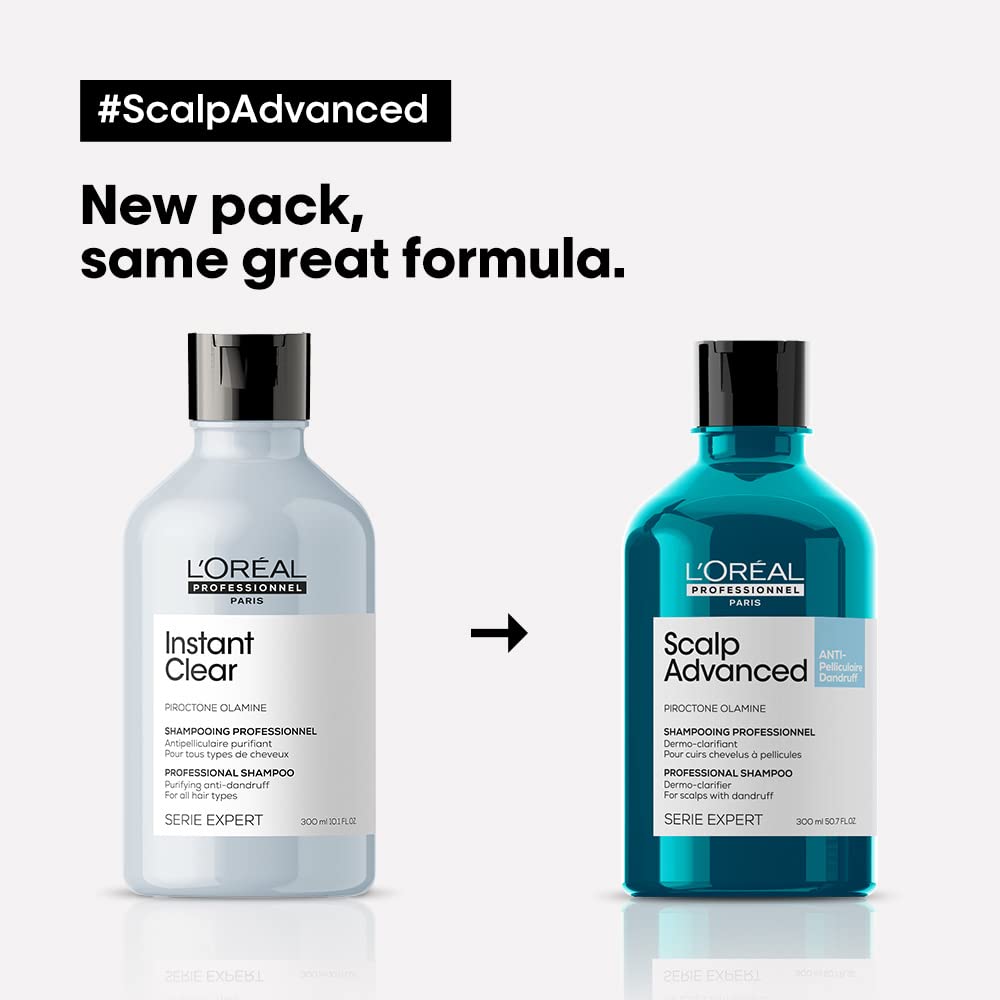 #ScalpAdvanced
New pack,
same great formula.
L'ORÉAL
PROFESSIONNEL
PARIS
Instant
Clear
PIROCTONE OLAMINE
SHAMPOOING PROFESSIONNEL
Antipelliculaire purifiant
Pour tous types de cheveux
PROFESSIONAL SHAMPOO
Purifying anti-dandruff
For all hair types
SERIE EXPERT
300 ml 10.1 FL.OZ.
L'ORÉAL
PROFESSIONNEL
PARIS
Scalp
Advanced
ANTI-
Pelliculaire
Dandruff
PIROCTONE OLAMINE
SHAMPOOING PROFESSIONNEL
Dermo-clarifiant
Pour cuirs chevelus à pellicules
PROFESSIONAL SHAMPOO
Dermo-clarifier
For scalps with dandruff
SERIE EXPERT
300 ml 50.7 FL.OZ.